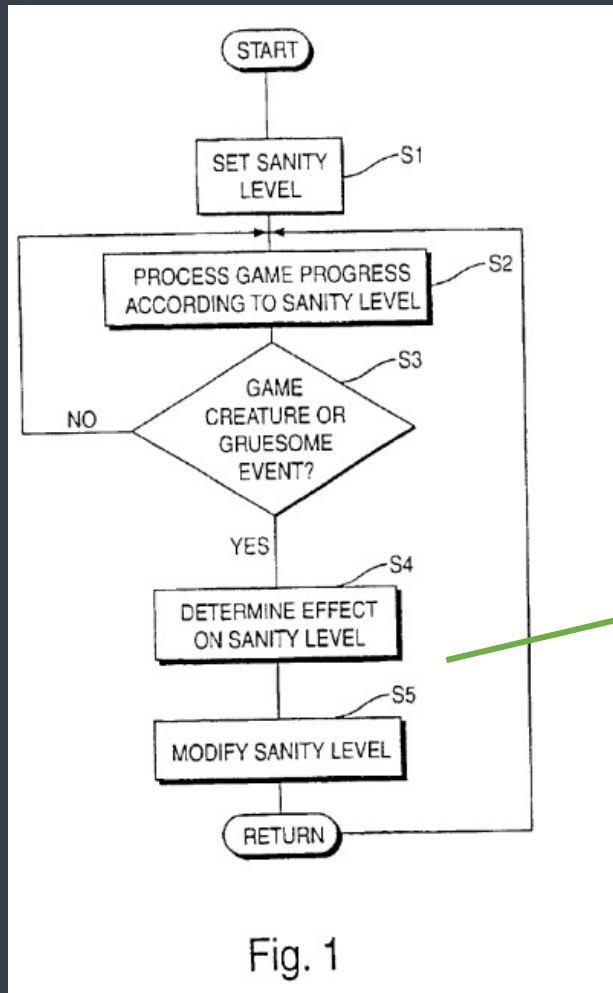 START
SET SANITY
LEVEL
S1
PROCESS GAME PROGRESS
ACCORDING TO SANITY LEVEL
S2
GAME
CREATURE OR
GRUESOME
EVENT?
S3
NO
YES
DETERMINE EFFECT
ON SANITY LEVEL
S4
MODIFY SANITY LEVEL
S5
RETURN
Fig. 1